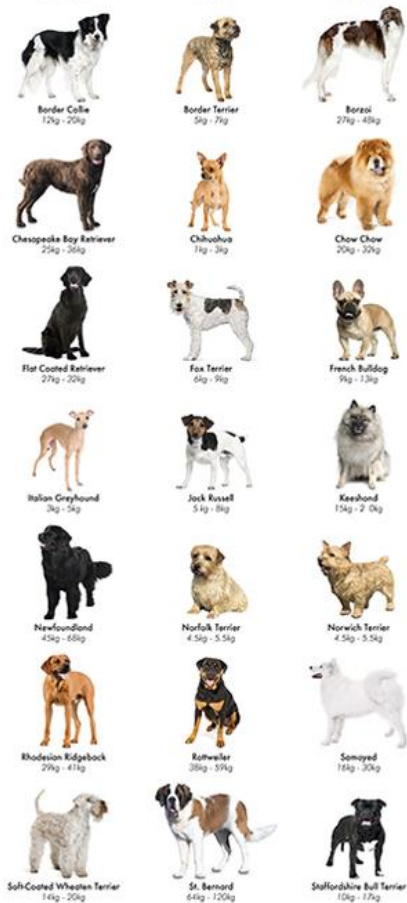 Border Collie
12kg - 20kg
Border Terrier
5kg - 7kg
Borzoi
27kg - 48kg
Chesapeake Bay Retriever
25kg - 36kg
Chihuahua
1kg - 3kg
Chow Chow
20kg - 32kg
Flat Coated Retriever
27kg - 32kg
Fox Terrier
6kg - 9kg
French Bulldog
9kg - 13kg
Italian Greyhound
3kg - 5kg
Jack Russell
5 kg - 8kg
Keeshond
15kg - 2 0kg
Newfoundland
45kg - 68kg
Norfolk Terrier
4.5kg - 5.5kg
Norwich Terrier
4.5kg - 5.5kg
Rhodesian Ridgeback
29kg - 41kg
Rottweiler
38kg - 59kg
Samoyed
16kg - 30kg
Soft-Coated Wheaten Terrier
14kg - 20kg
St. Bernard
64kg - 120kg
Staffordshire Bull Terrier
10kg - 17kg